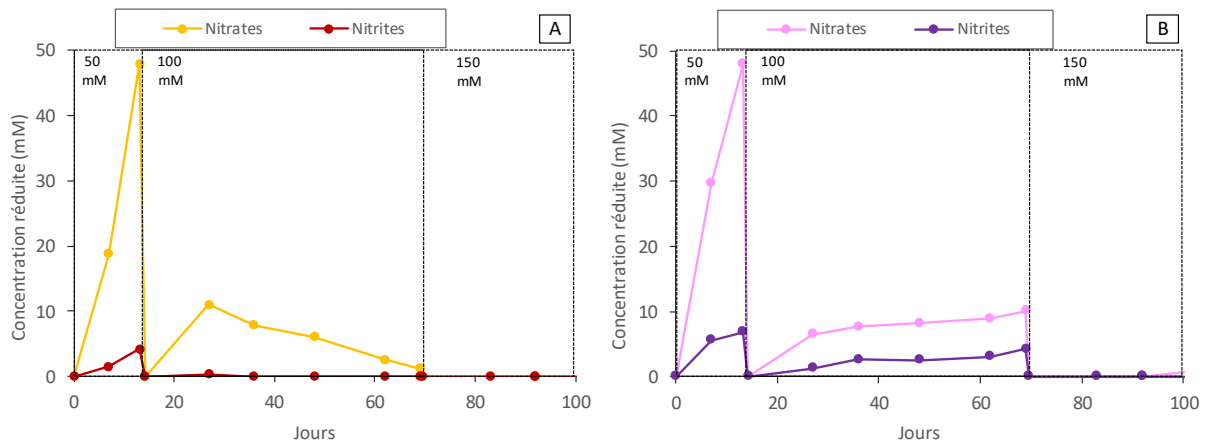 Nitrates Nitrites A
50 mM
100 mM
150 mM
Concentration réduite (mM)
50
40
30
20
10
0
0 20 40 60 80 100
Jours
Nitrates Nitrites B
50 mM
100 mM
150 mM
Concentration réduite (mM)
50
40
30
20
10
0
0 20 40 60 80 100
Jours